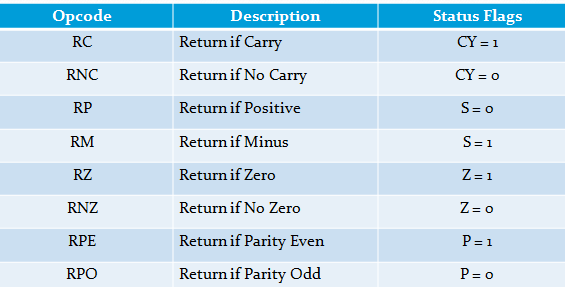 Opcode Description Status Flags
RC Return if Carry CY = 1
RNC Return if No Carry CY = 0
RP Return if Positive S = 0
RM Return if Minus S = 1
RZ Return if Zero Z = 1
RNZ Return if No Zero Z = 0
RPE Return if Parity Even P = 1
RPO Return if Parity Odd P = 0